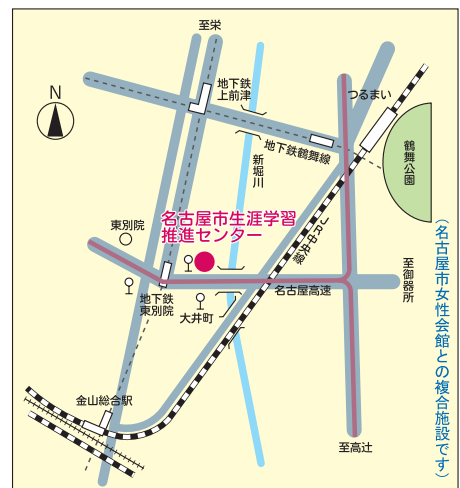 至栄
地下鉄
上前津
つるまい
N
地下鉄鶴舞線
鶴舞公園
新堀川
名古屋市生涯学習
推進センター
東別院
JR中央線
至御器所
(名古屋市女性会館との複合施設です)
地下鉄
東別院
名古屋高速
大井町
金山総合駅
至高辻